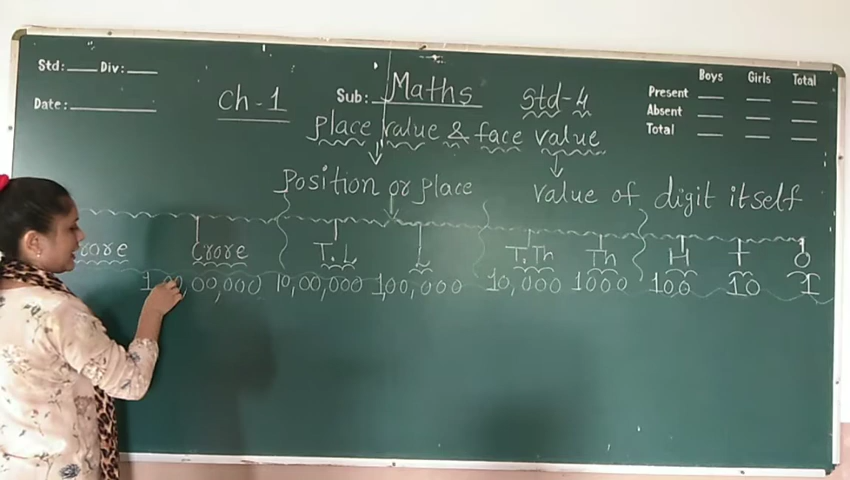 Std: Div:
Date:
Ch-1
Sub: Maths
Std-4
Boys Girls Total
Present
Absent
Total
place value & face value
Position or place
value of digit itself
Crore T.L L T.Th Th H T O
10,00,000 1,00,000 10,000 1000 100 10 1